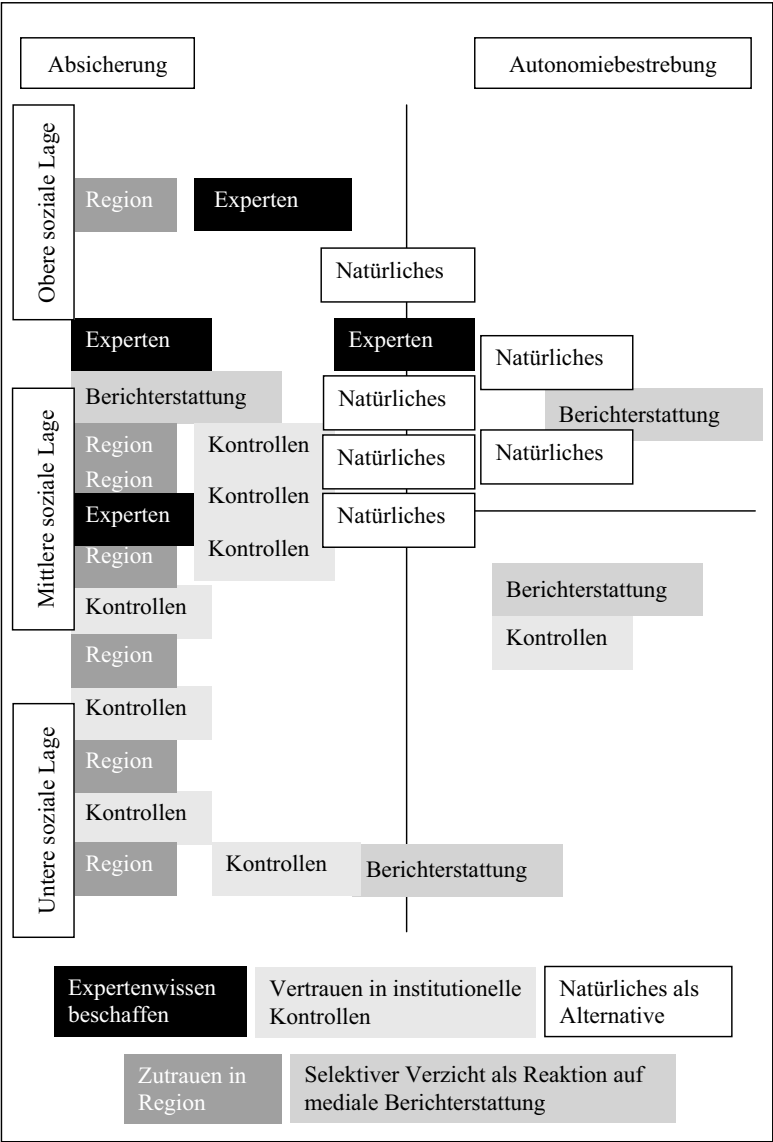 Absicherung
Autonomiebestrebung
Obere soziale Lage
Region
Experten
Natürliches
Experten
Experten
Natürliches
Berichterstattung
Natürliches
Berichterstattung
Mittlere soziale Lage
Region
Kontrollen
Natürliches
Natürliches
Region
Kontrollen
Experten
Natürliches
Region
Kontrollen
Kontrollen
Berichterstattung
Region
Kontrollen
Kontrollen
Untere soziale Lage
Region
Kontrollen
Region
Kontrollen
Berichterstattung
Expertenwissen
beschaffen
Vertrauen in institutionelle
Kontrollen
Natürliches als
Alternative
Zutrauen in
Region
Selektiver Verzicht als Reaktion auf
mediale Berichterstattung